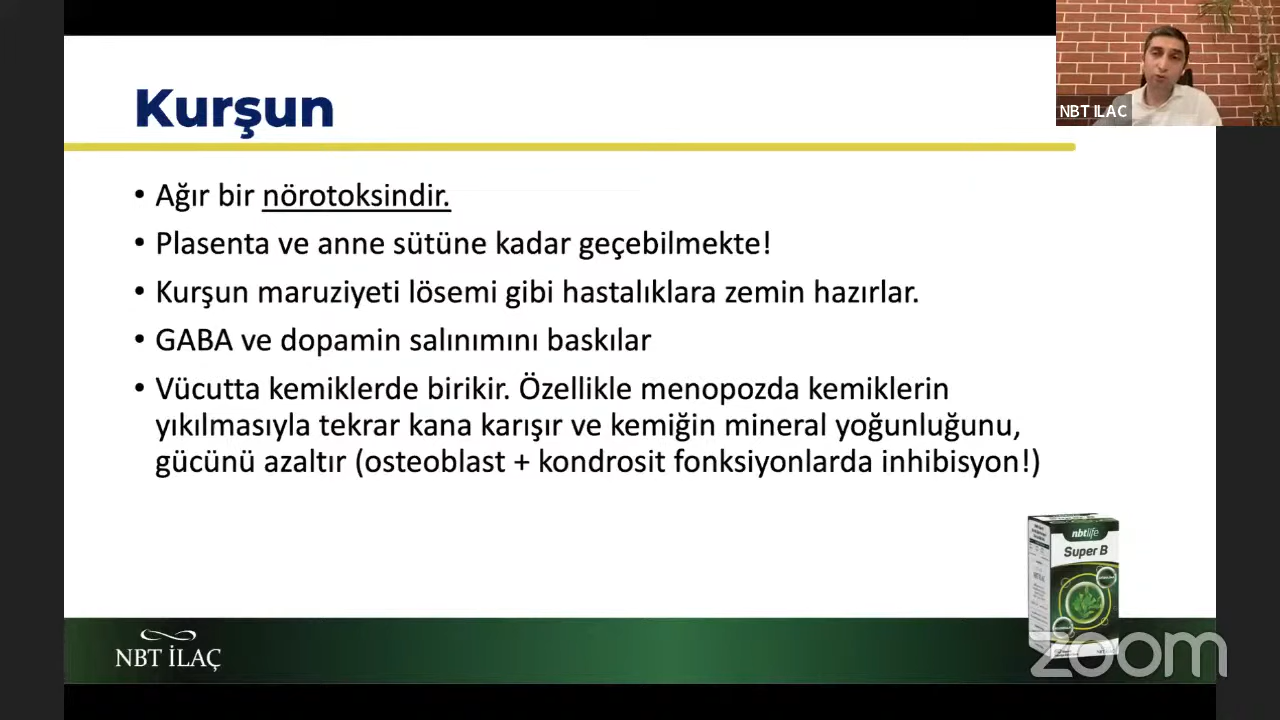 Kurşun
NBT ILAC
• Ağır bir nörotoksindir.
• Plasenta ve anne sütüne kadar geçebilmekte!
• Kurşun maruziyeti lösemi gibi hastalıklara zemin hazırlar.
• GABA ve dopamin salınımını baskılar
• Vücutta kemiklerde birikir. Özellikle menopozda kemiklerin
yıkılmasıyla tekrar kana karışır ve kemiğin mineral yoğunluğunu,
gücünü azaltır (osteoblast + kondrosit fonksiyonlarda inhibisyon!)
nbtlife
Super B
NBT İLAÇ
zoom